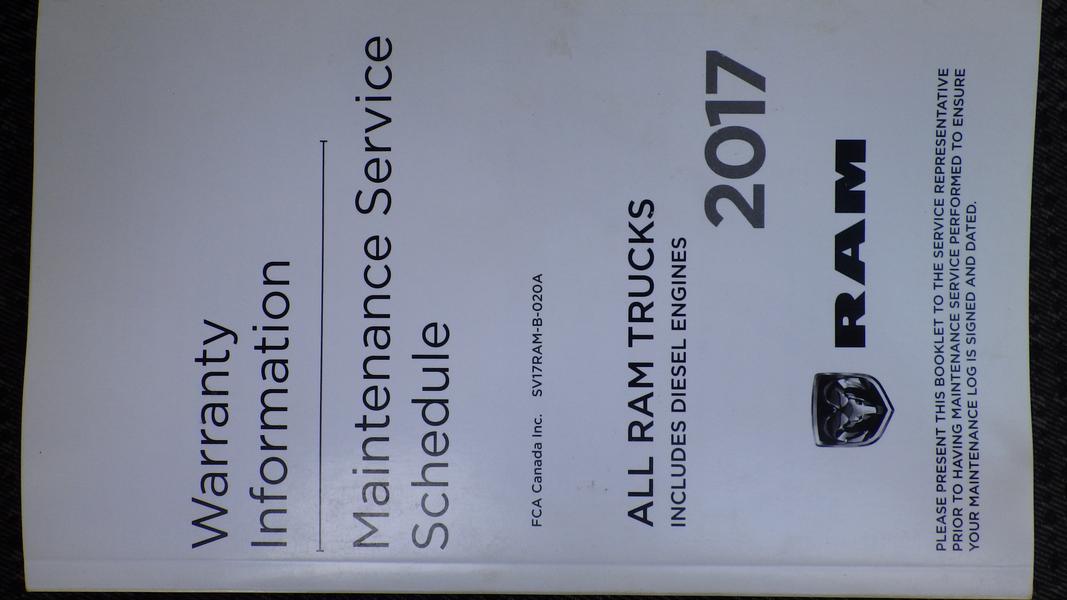 Warranty
Information
Maintenance Service
Schedule
FCA Canada Inc. SV17RAM-B-020A
ALL RAM TRUCKS
INCLUDES DIESEL ENGINES
2017
RAM
PLEASE PRESENT THIS BOOKLET TO THE SERVICE REPRESENTATIVE
PRIOR TO HAVING MAINTENANCE SERVICE PERFORMED TO ENSURE
YOUR MAINTENANCE LOG IS SIGNED AND DATED.